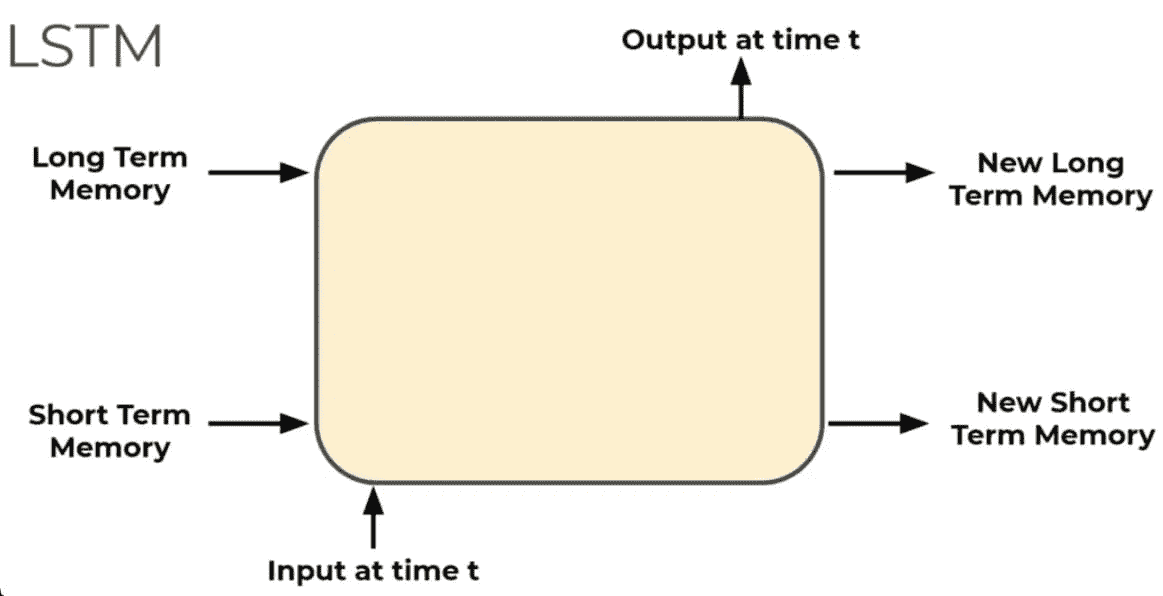 LSTM
Output at time t
Long Term
Memory
New Long
Term Memory
Short Term
Memory
New Short
Term Memory
Input at time t